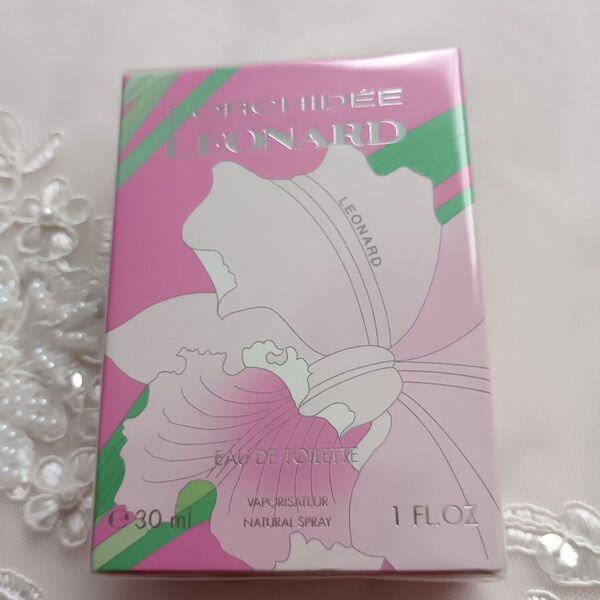 L'ORCHIDÉE
LEONARD
LEONARD
EAU DE TOILETTE
VAPORISATEUR
NATURAL SPRAY
℮ 30 ml
1 FL.OZ